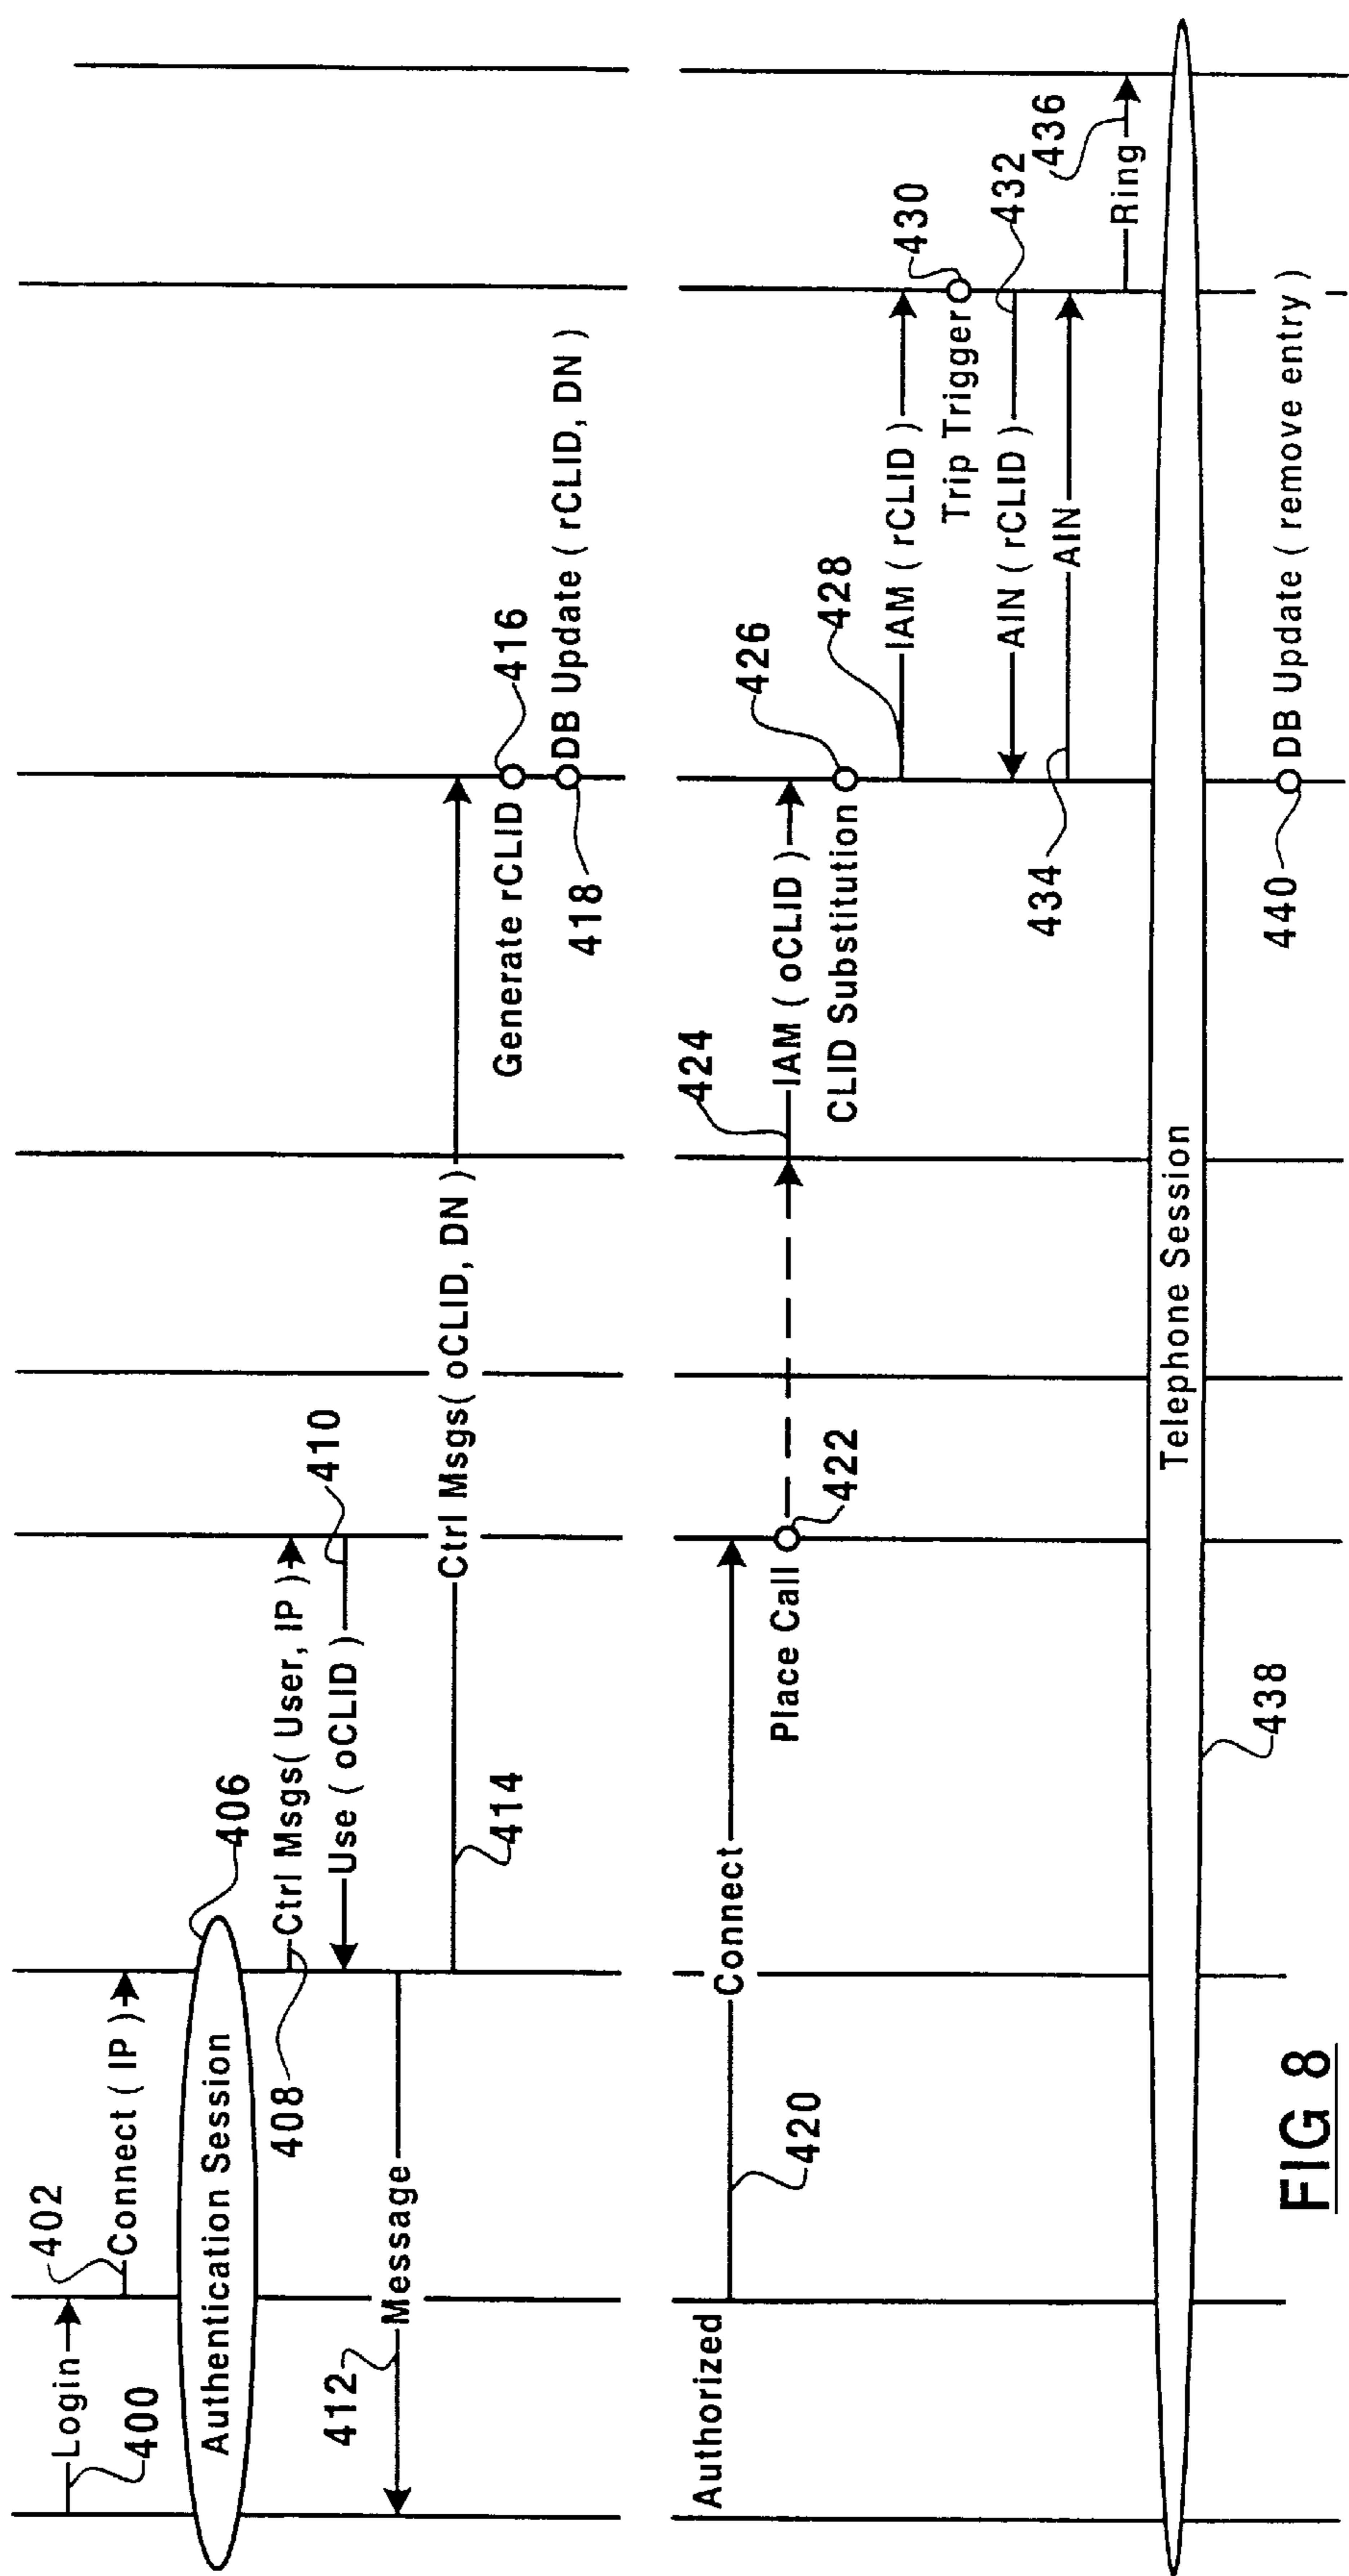 Login
400
402
Connect ( IP )
Authentication Session
406
408
Ctrl Msgs( User, IP )
Use ( oCLID )
410
412
Message
414
Ctrl Msgs( oCLID, DN )
Generate rCLID
416
418
DB Update ( rCLID, DN )
Authorized
420
Connect
Place Call
422
424
IAM ( oCLID )
CLID Substitution
426
428
IAM ( rCLID )
Trip Trigger
430
AIN ( rCLID )
432
434
AIN
Ring
436
Telephone Session
438
440
DB Update ( remove entry )
FIG 8